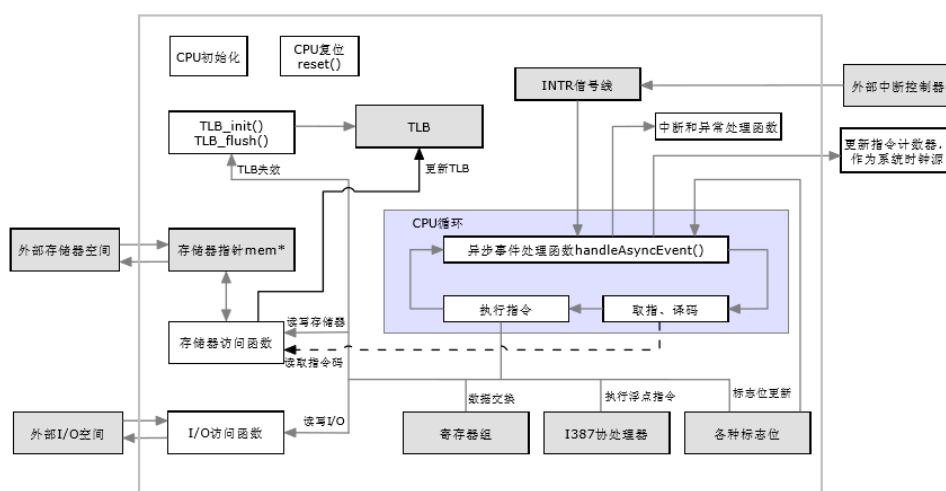 CPU初始化
CPU复位
reset()
INTR信号线
外部中断控制器
TLB_init()
TLB_flush()
TLB
中断和异常处理函数
更新指令计数器，
作为系统时钟源
TLB失效
更新TLB
CPU循环
外部存储器空间
存储器指针mem*
异步事件处理函数handleAsyncEvent()
执行指令
取指、译码
读写存储器
存储器访问函数
读取指令码
数据交换
执行浮点指令
标志位更新
读写I/O
外部I/O空间
I/O访问函数
寄存器组
I387协处理器
各种标志位